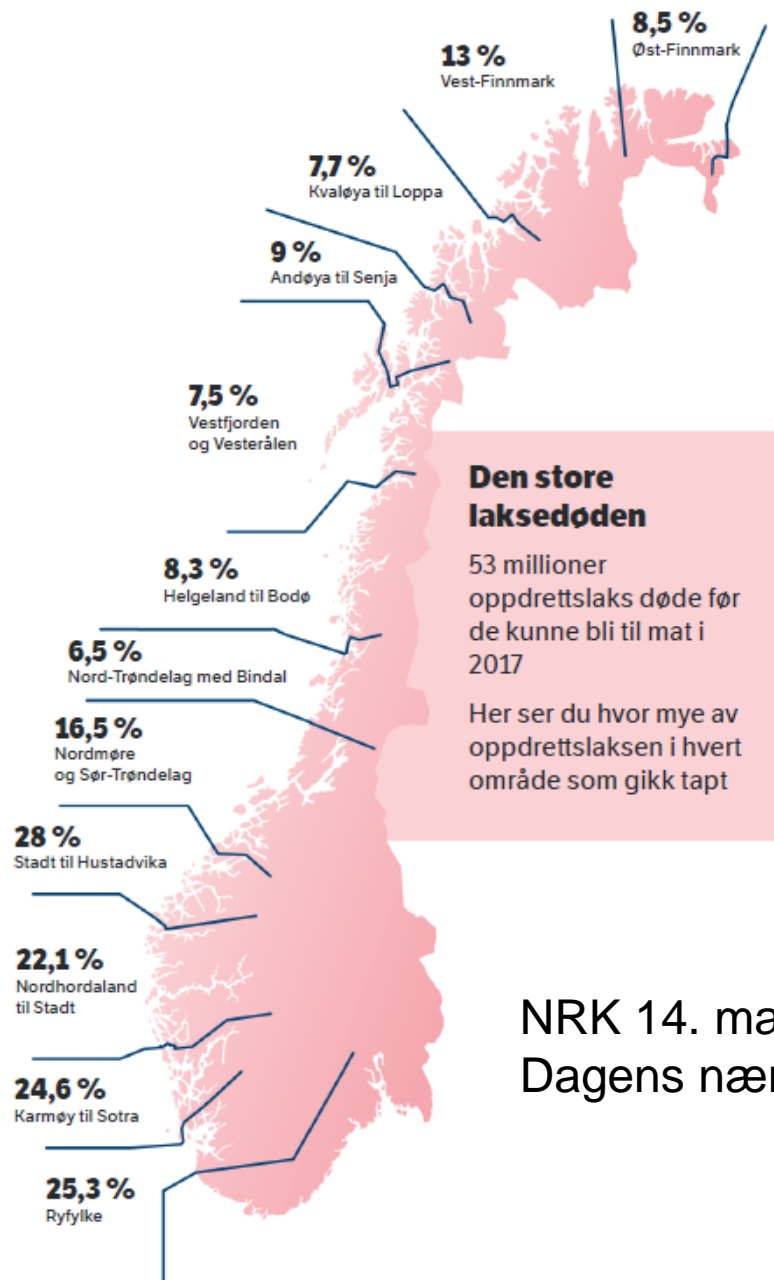 8,5 %
Øst-Finnmark
13 %
Vest-Finnmark
7,7 %
Kvaløya til Loppa
9 %
Andøya til Senja
7,5 %
Vestfjorden
og Vesterålen
8,3 %
Helgeland til Bodø
6,5 %
Nord-Trøndelag med Bindal
16,5 %
Nordmøre
og Sør-Trøndelag
28 %
Stadt til Hustadvika
22,1 %
Nordhordaland
til Stadt
24,6 %
Karmøy til Sotra
25,3 %
Ryfylke
Den store
laksedøden
53 millioner
oppdrettslaks døde før
de kunne bli til mat i
2017
Her ser du hvor mye av
oppdrettslaksen i hvert
område som gikk tapt
NRK 14.
Dagens